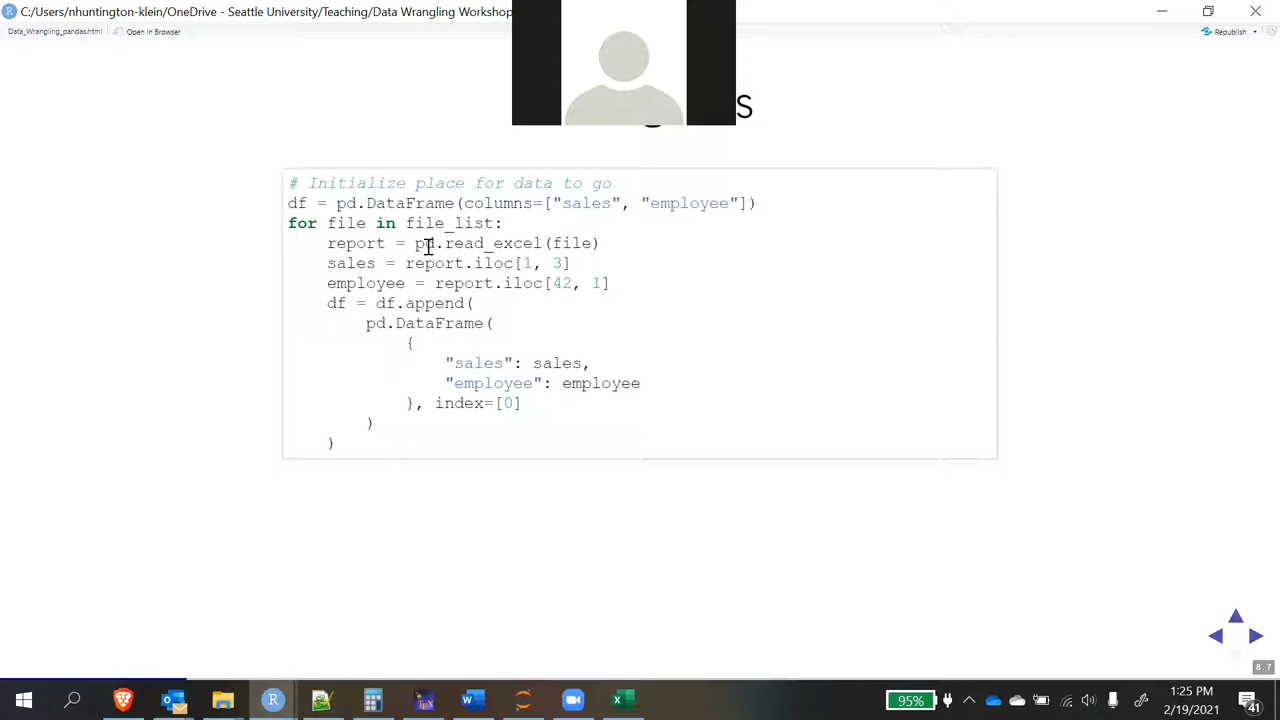 C:/Users/nhuntington-klein/OneDrive - Seattle University/Teaching/Data Wrangling Workshop
Data_Wrangling_pandas.html
Open in Browser
Republish
# Initialize place for data to go
df = pd.DataFrame(columns=["sales", "employee"])
for file in file_list:
    report = pd.read_excel(file)
    sales = report.iloc[1, 3]
    employee = report.iloc[42, 1]
    df = df.append(
        pd.DataFrame(
            {
                "sales": sales,
                "employee": employee
            }, index=[0]
        )
    )
8.7
95%
1:25 PM
2/19/2021
41